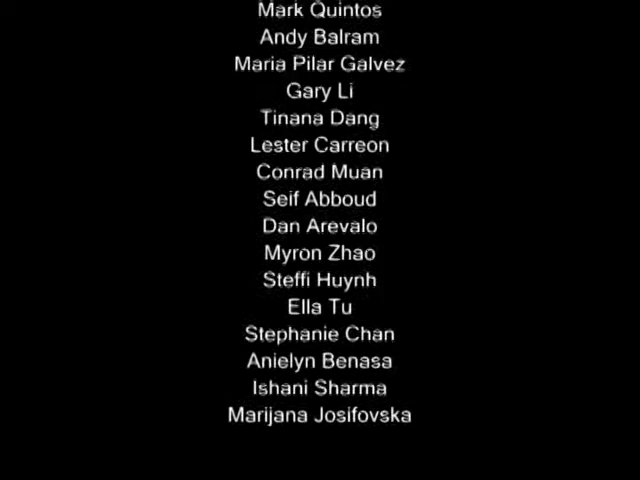 Mark Quintos
Andy Balram
Maria Pilar Galvez
Gary Li
Tinana Dang
Lester Carreon
Conrad Muan
Seif Abboud
Dan Arevalo
Myron Zhao
Steffi Huynh
Ella Tu
Stephanie Chan
Anielyn Benasa
Ishani Sharma
Marijana Josifovska